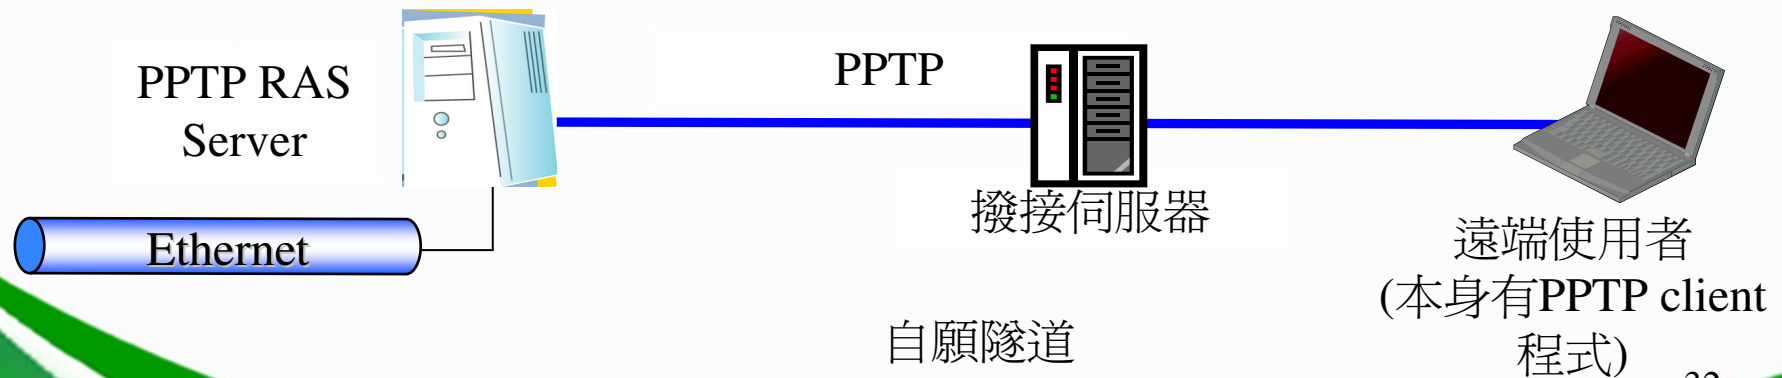 PPTP RAS
Server
PPTP
撥接伺服器
Ethernet
遠端使用者
(本身有PPTP client
程式)
自願隧道